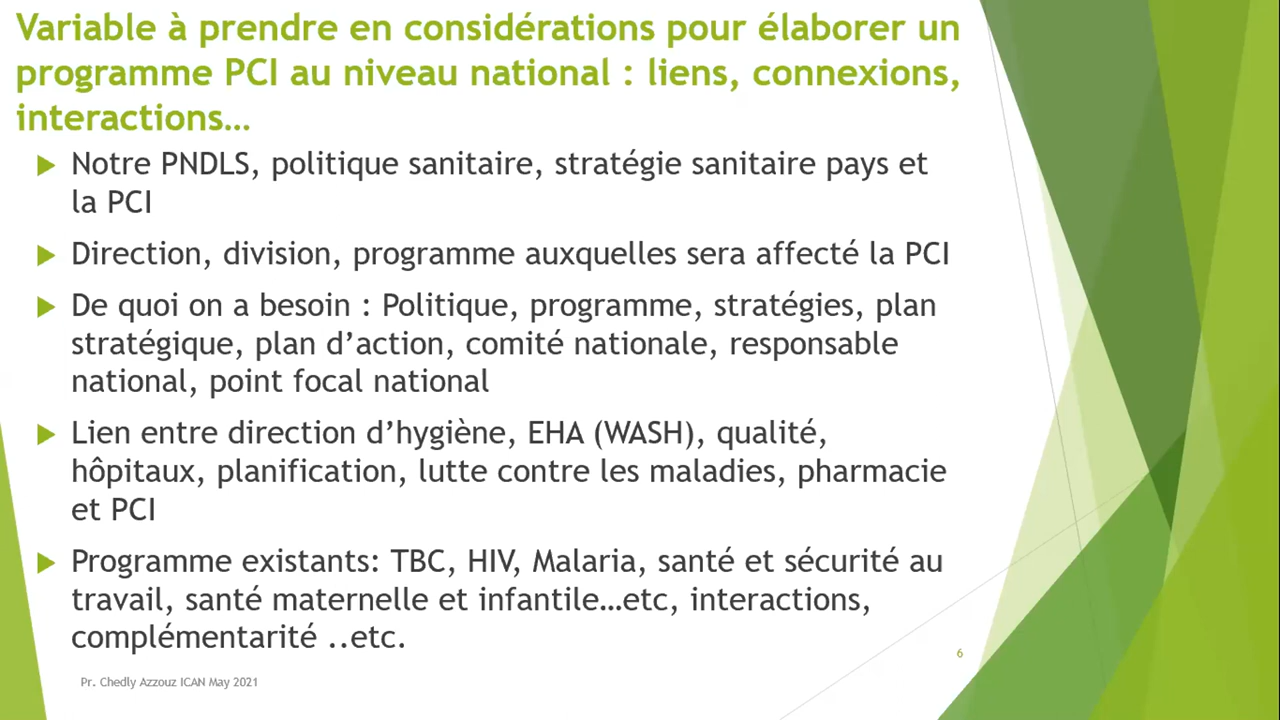 Variable à prendre en considérations pour élaborer un
programme PCI au niveau national : liens, connexions,
interactions…
Notre PNDLS, politique sanitaire, stratégie sanitaire pays et
la PCI
Direction, division, programme auxquelles sera affecté la PCI
De quoi on a besoin : Politique, programme, stratégies, plan
stratégique, plan d’action, comité nationale, responsable
national, point focal national
Lien entre direction d’hygiène, EHA (WASH), qualité,
hôpitaux, planification, lutte contre les maladies, pharmacie
et PCI
Programme existants: TBC, HIV, Malaria, santé et sécurité au
travail, santé maternelle et infantile…etc, interactions,
complémentarité ..etc.
6
Pr. Chedly Azzouz ICAN May 2021